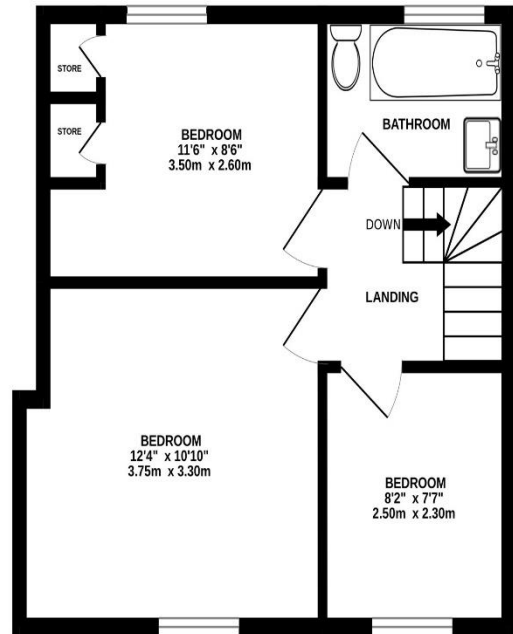 STORE
STORE
BEDROOM
11'6" x 8'6"
3.50m x 2.60m
BATHROOM
DOWN
LANDING
BEDROOM
12'4" x 10'10"
3.75m x 3.30m
BEDROOM
8'2" x 7'7"
2.50m x 2.30m